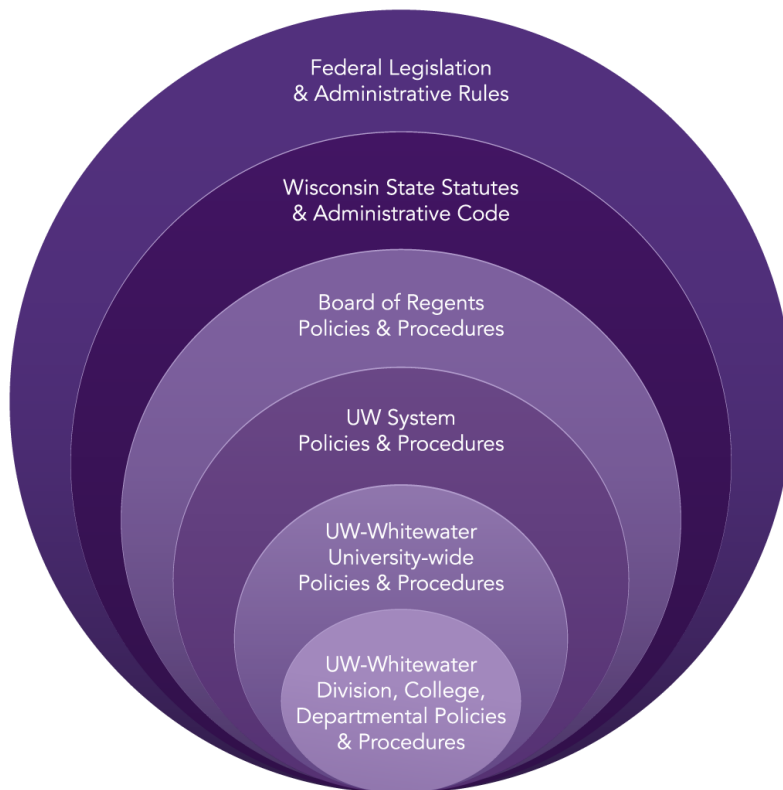 Federal Legislation
& Administrative Rules
Wisconsin State Statutes
& Administrative Code
Board of Regents
Policies & Procedures
UW System
Policies & Procedures
UW-Whitewater
University-wide
Policies & Procedures
UW-Whitewater
Division, College,
Departmental Policies
& Procedures